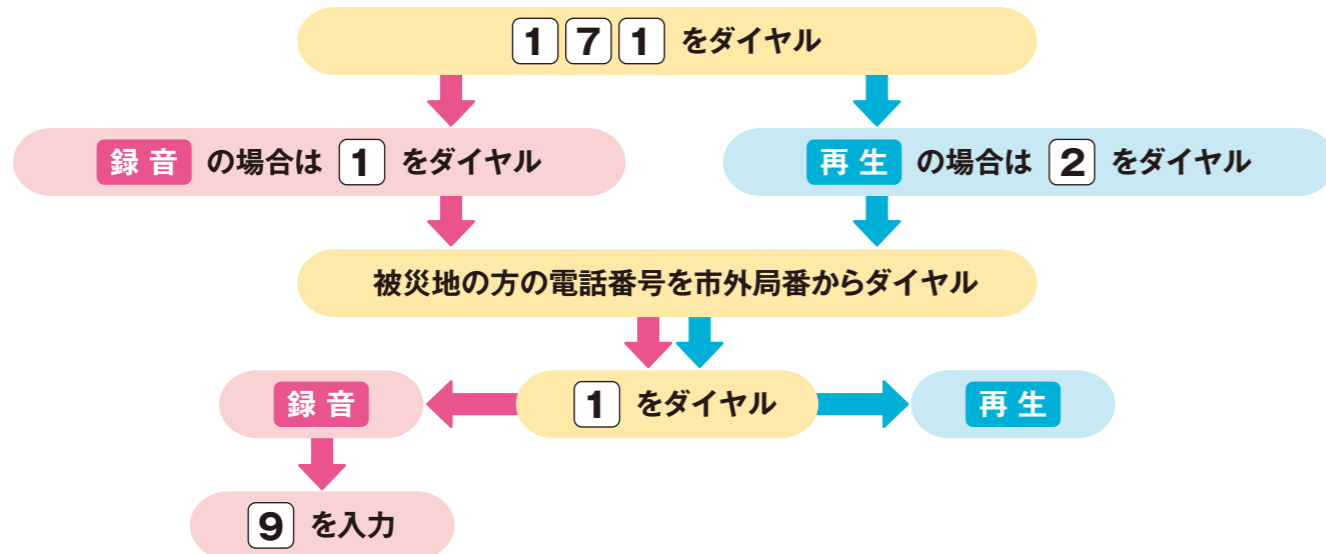 171 をダイヤル
録音 の場合は 1 をダイヤル
再生 の場合は 2 をダイヤル
被災地の方の電話番号を市外局番からダイヤル
録音
1 をダイヤル
再生
9 を入力